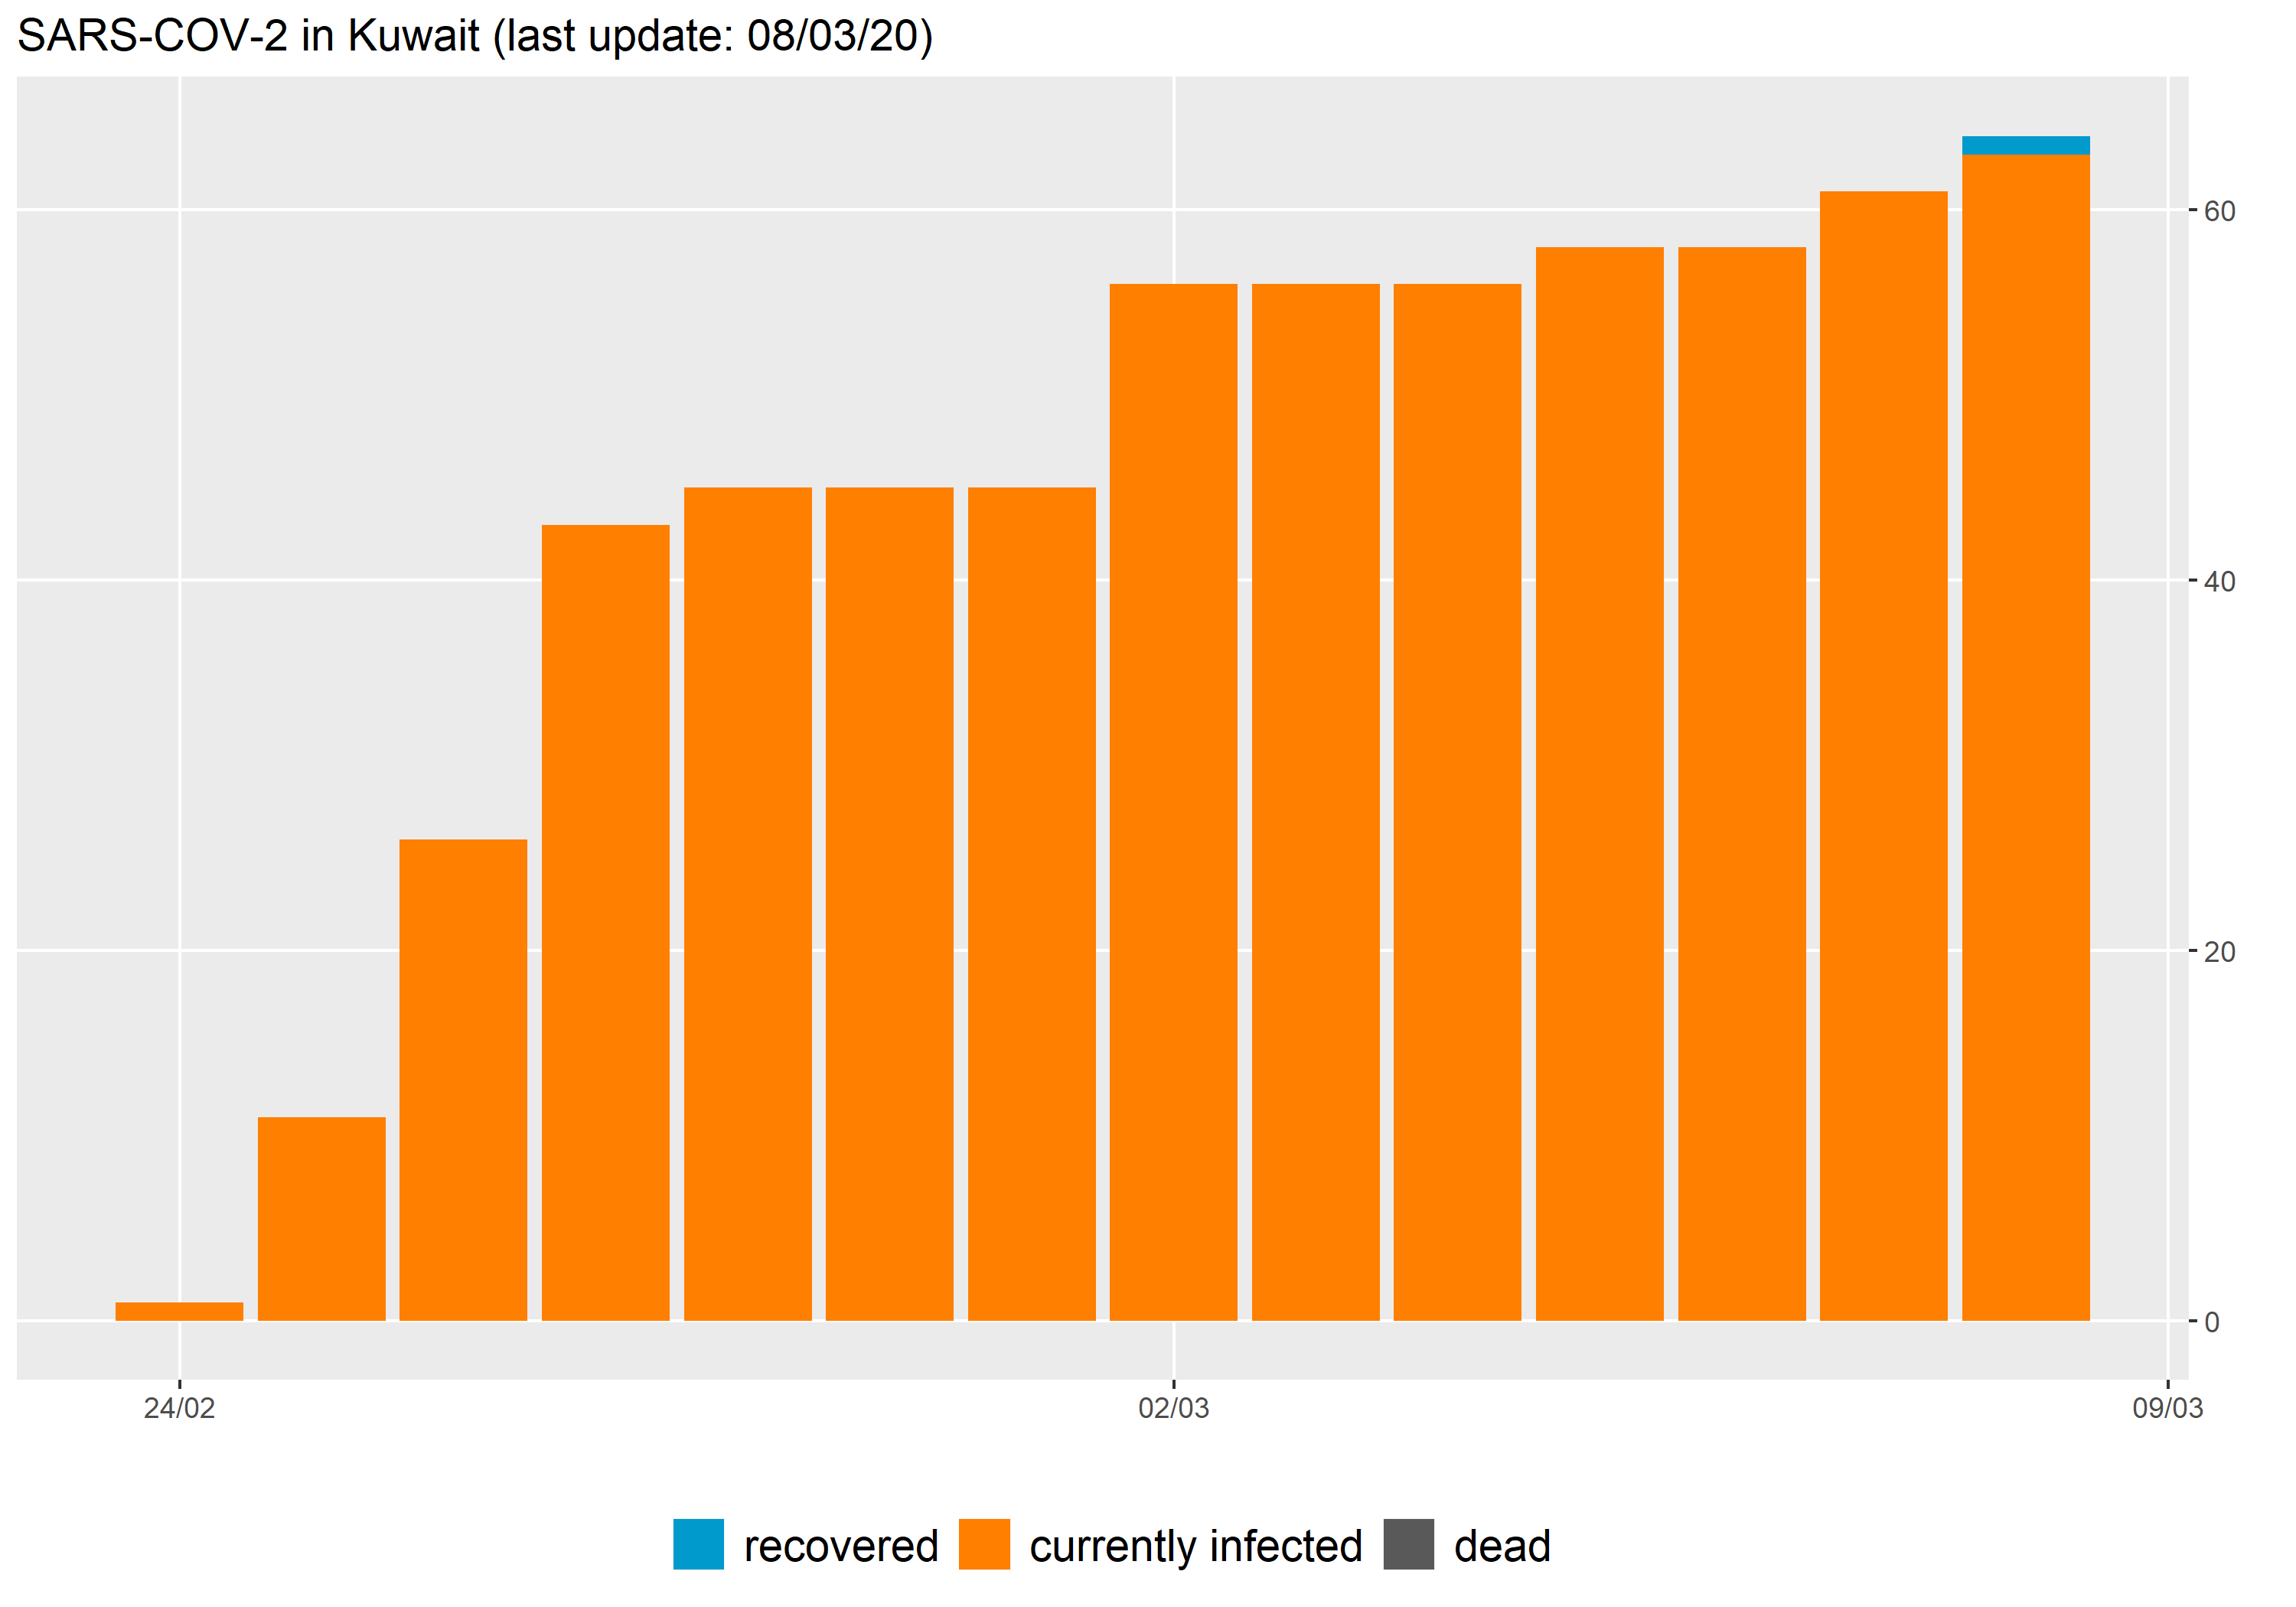 SARS-COV-2 in Kuwait (last update: 08/03/20)
60
40
20
0
24/02 02/03 09/03
recovered currently infected dead